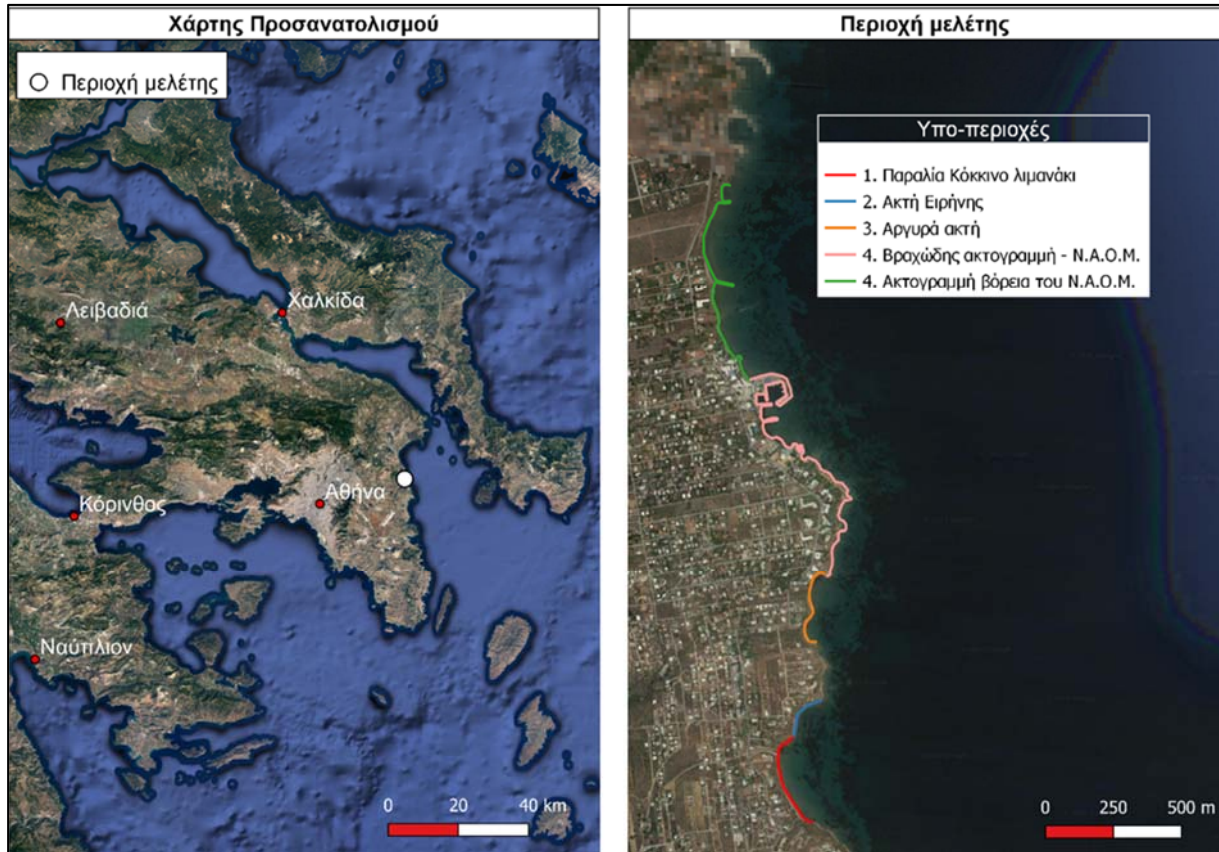 Χάρτης Προσανατολισμού
Περιοχή μελέτης
Λειβαδιά
Χαλκίδα
Κόρινθος
Αθήνα
Ναύπλιον
0 20 40 km
Περιοχή μελέτης
Υπο-περιοχές
1. Παραλία Κόκκινο λιμανάκι
2. Ακτή Ειρήνης
3. Αργυρά ακτή
4. Βραχώδης ακτογραμμή - Ν.Α.Ο.Μ.
4. Ακτογραμμή βόρεια του Ν.Α.Ο.Μ.
0 250 500 m